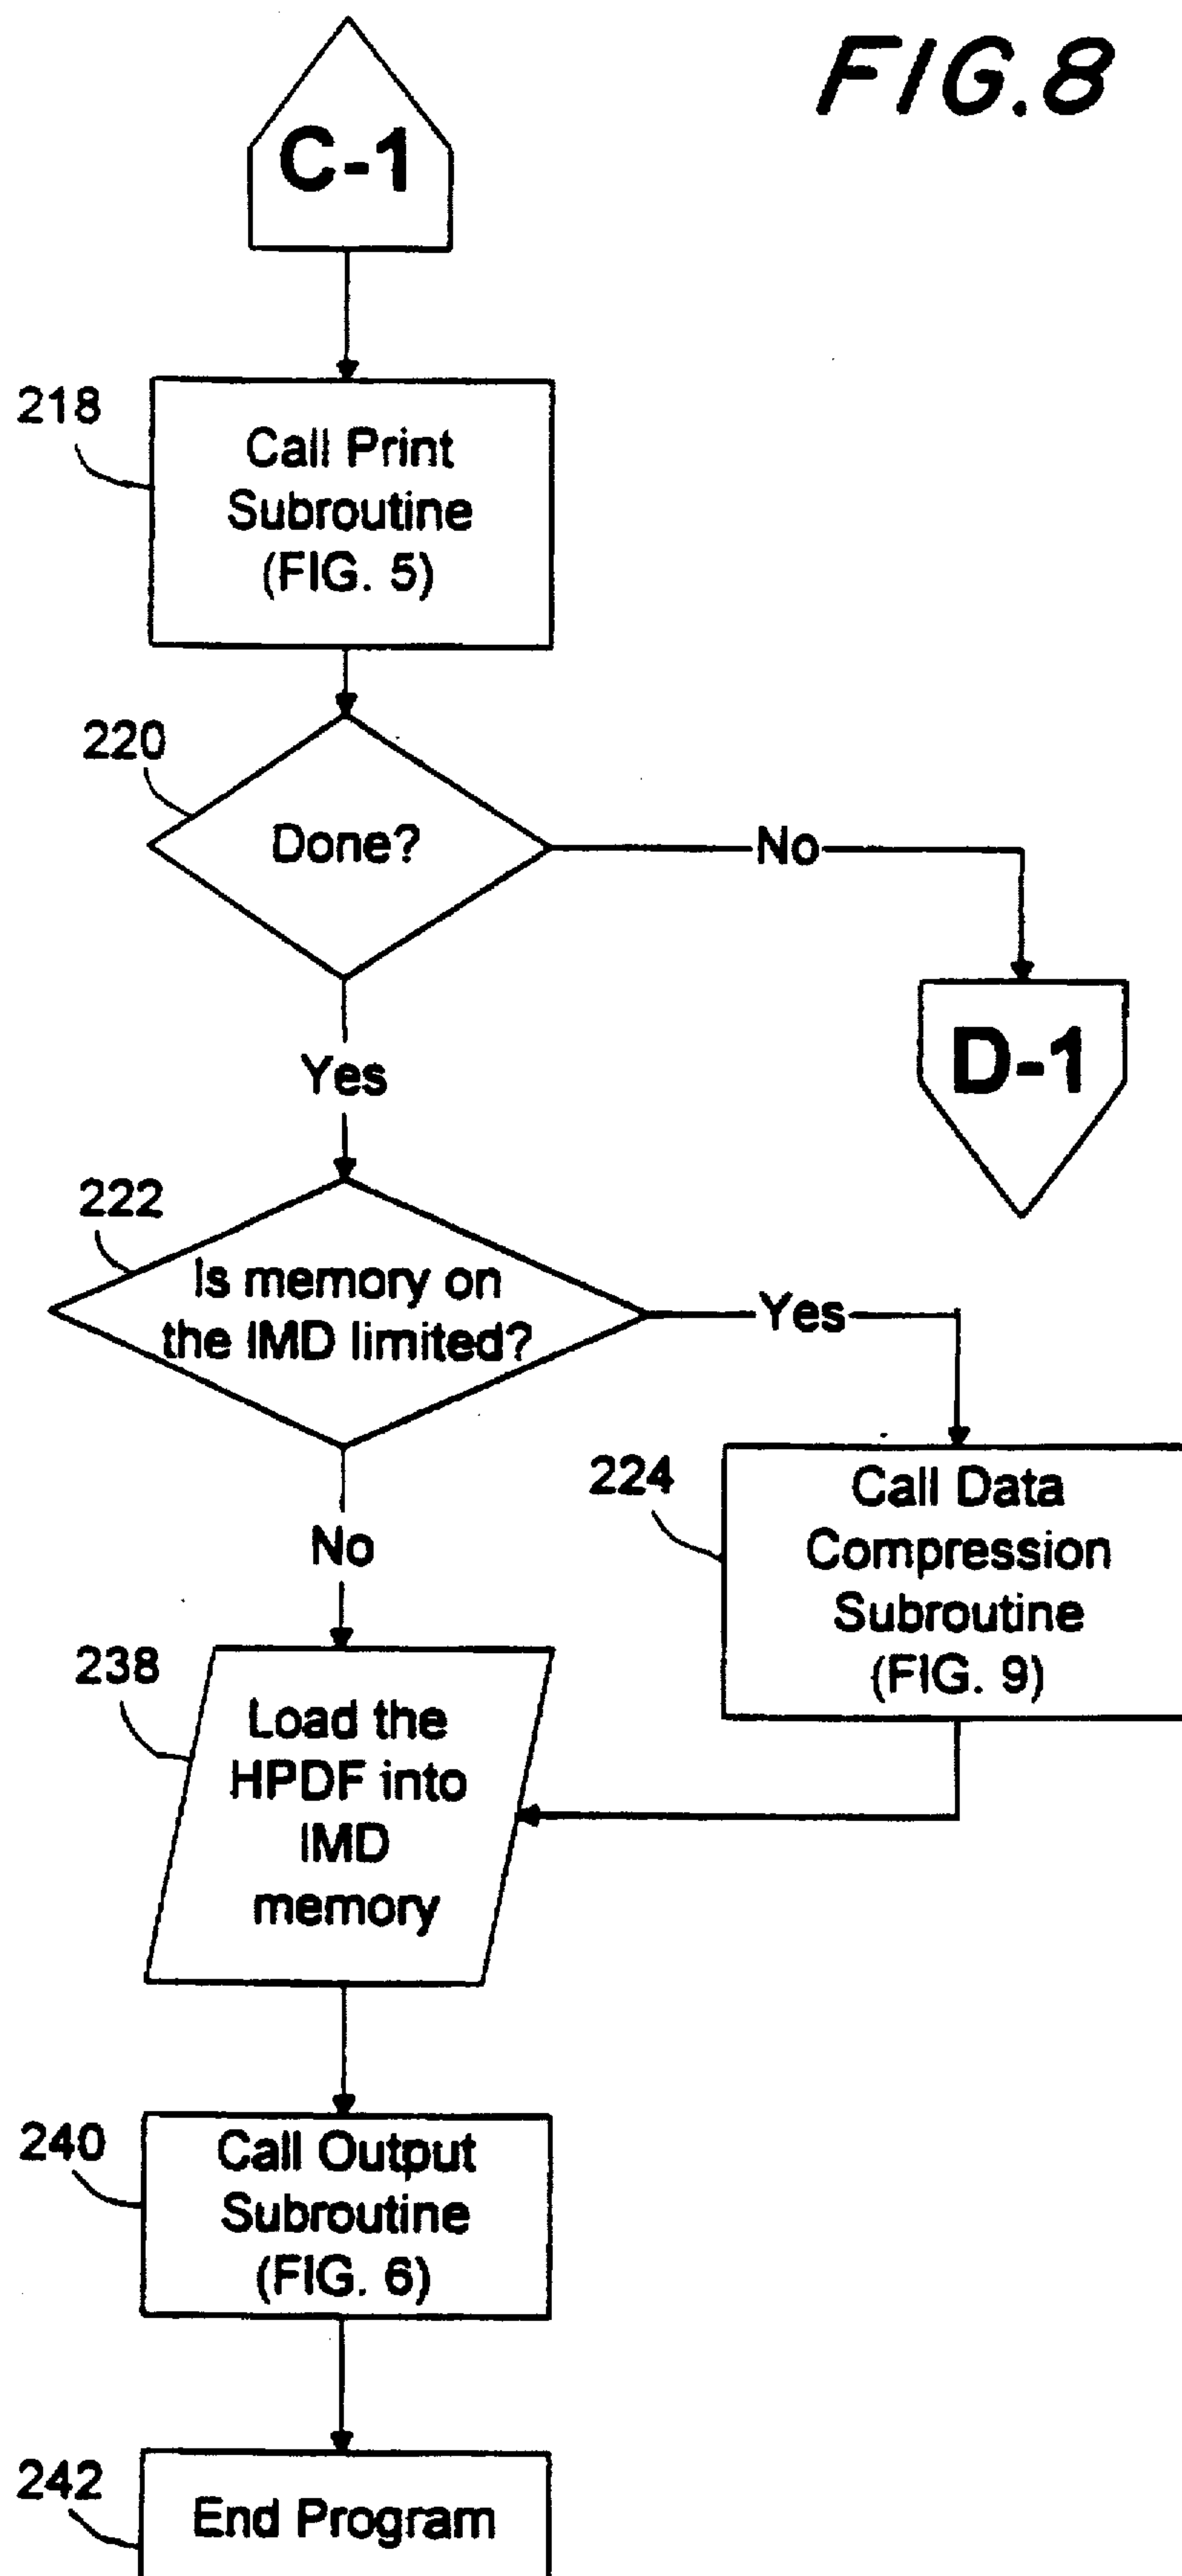 FIG.8
C-1
218
Call Print
Subroutine
(FIG. 5)
220
Done?
No
D-1
Yes
222
Is memory on
the IMD limited?
Yes
224
Call Data
Compression
Subroutine
(FIG. 9)
No
238
Load the
HPDF into
IMD
memory
240
Call Output
Subroutine
(FIG. 6)
242
End Program